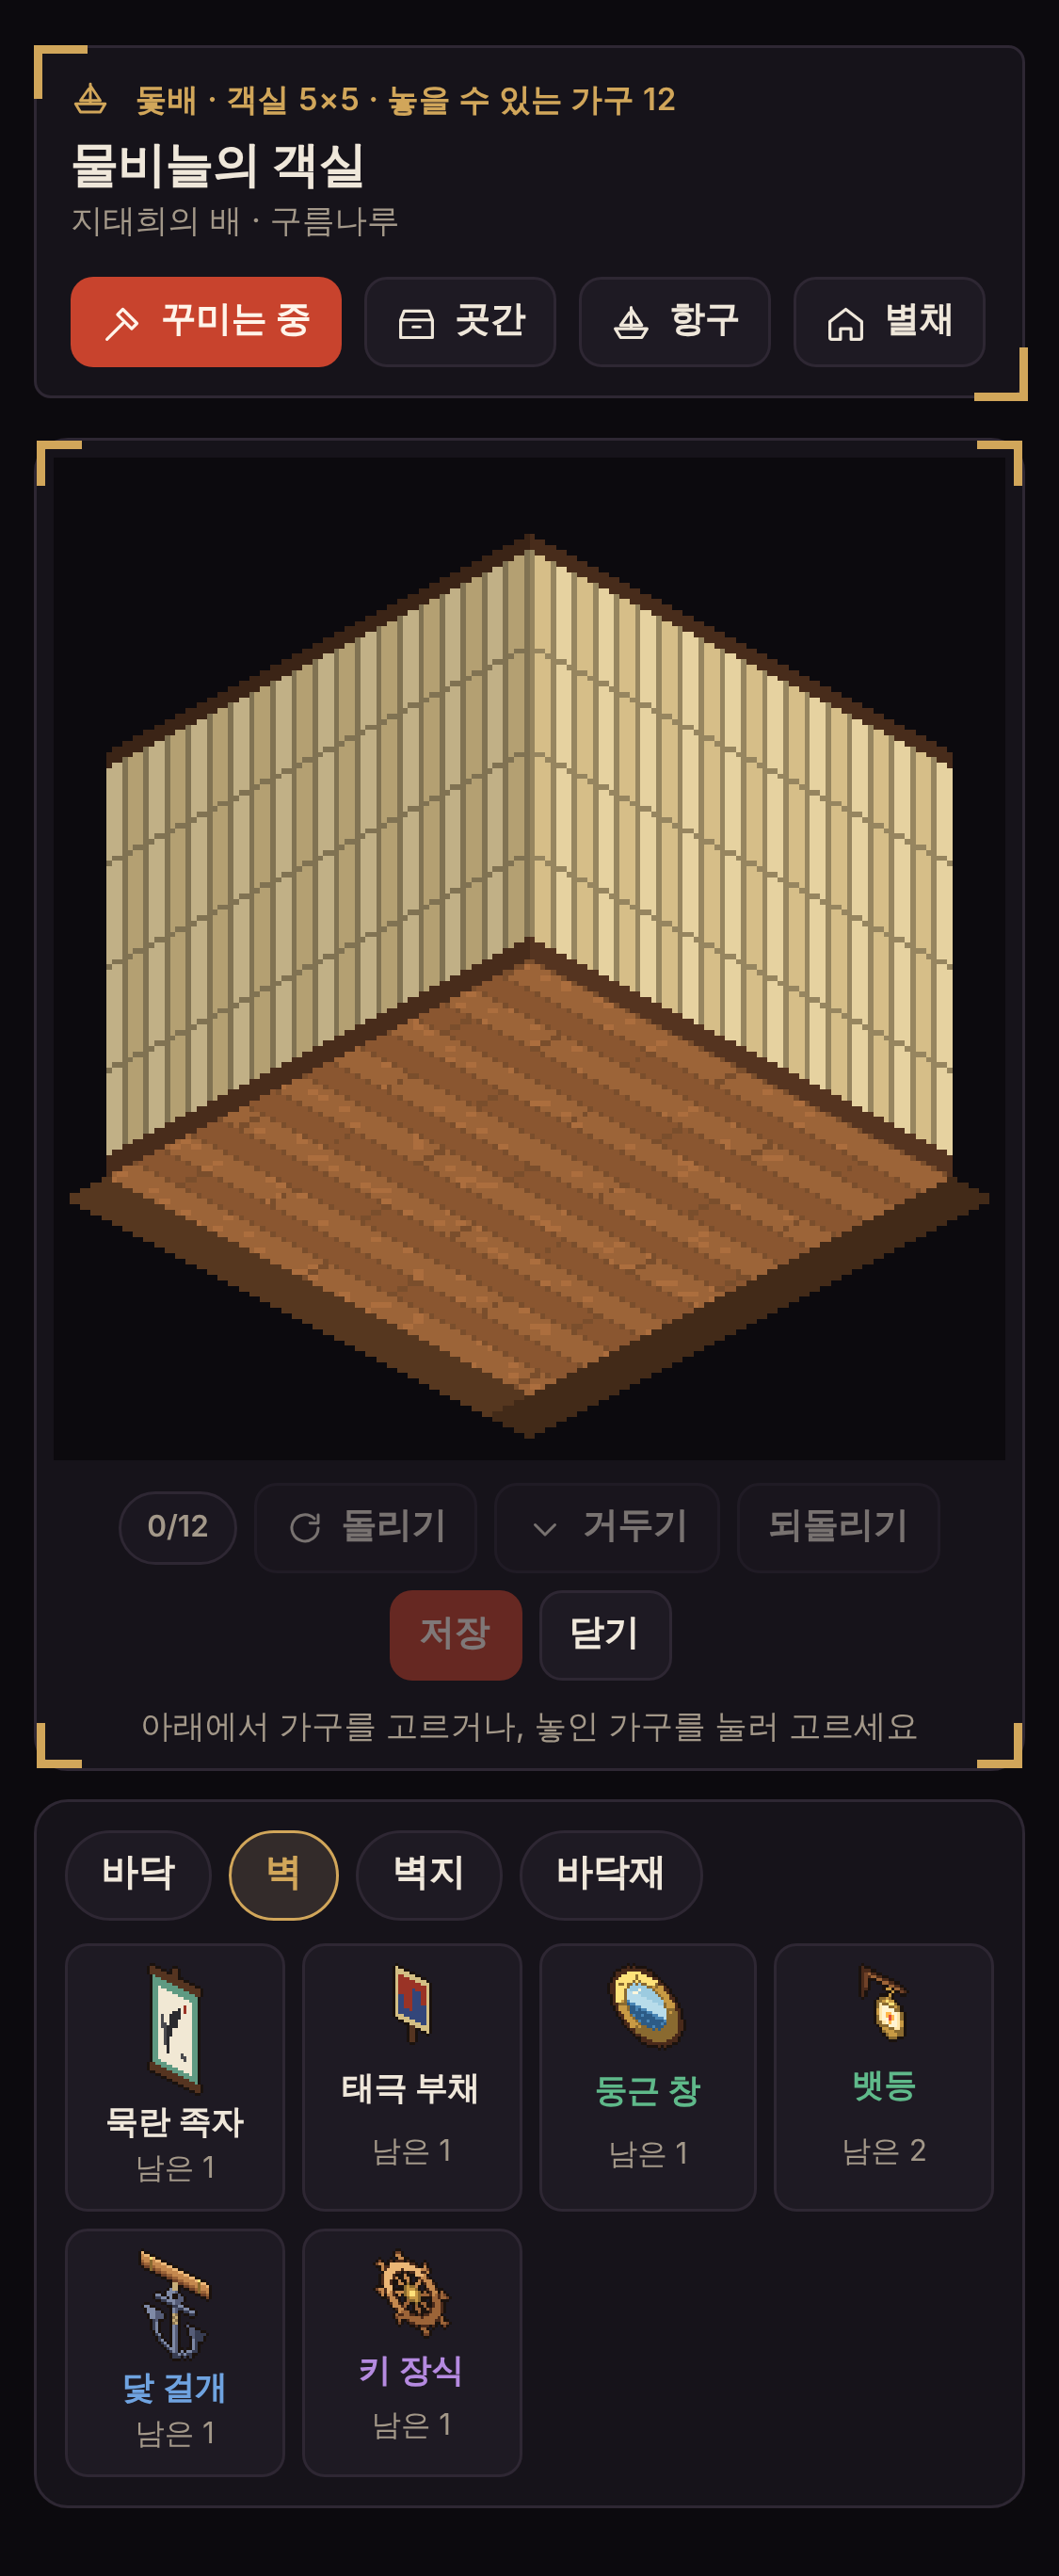 돛배 · 객실 5×5 · 놓을 수 있는 가구 12
물비늘의 객실
지태희의 배 · 구름나루
꾸미는 중
곳간
항구
별채
0/12
돌리기
거두기
되돌리기
저장
닫기
아래에서 가구를 고르거나, 놓인 가구를 눌러 고르세요
바닥
벽
벽지
바닥재
묵란 족자
남은 1
태극 부채
남은 1
둥근 창
남은 1
뱃등
남은 2
닻 걸개
남은 1
키 장식
남은 1